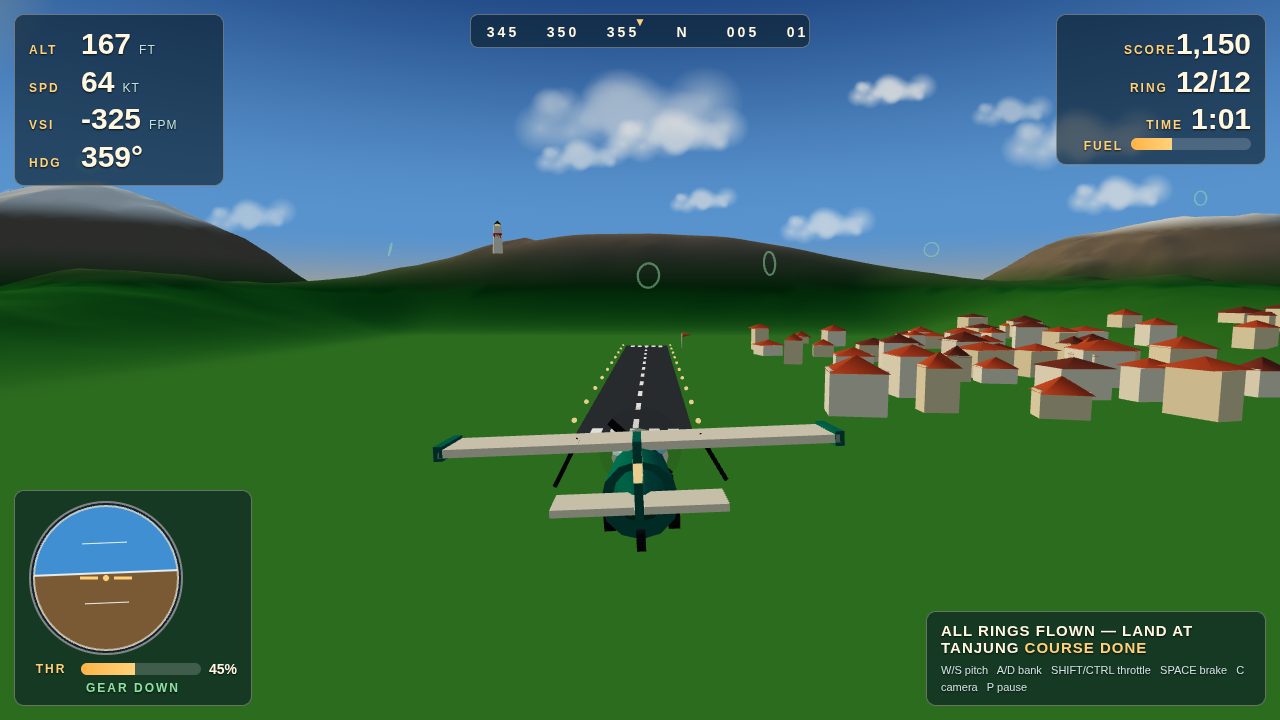 ALT 167 FT
SPD 64 KT
VSI -325 FPM
HDG 359°
345 350 355 N 005 01
SCORE 1,150
RING 12/12
TIME 1:01
FUEL
THR 45%
GEAR DOWN
ALL RINGS FLOWN — LAND AT
TANJUNG COURSE DONE
W/S pitch A/D bank SHIFT/CTRL throttle SPACE brake C
camera P pause